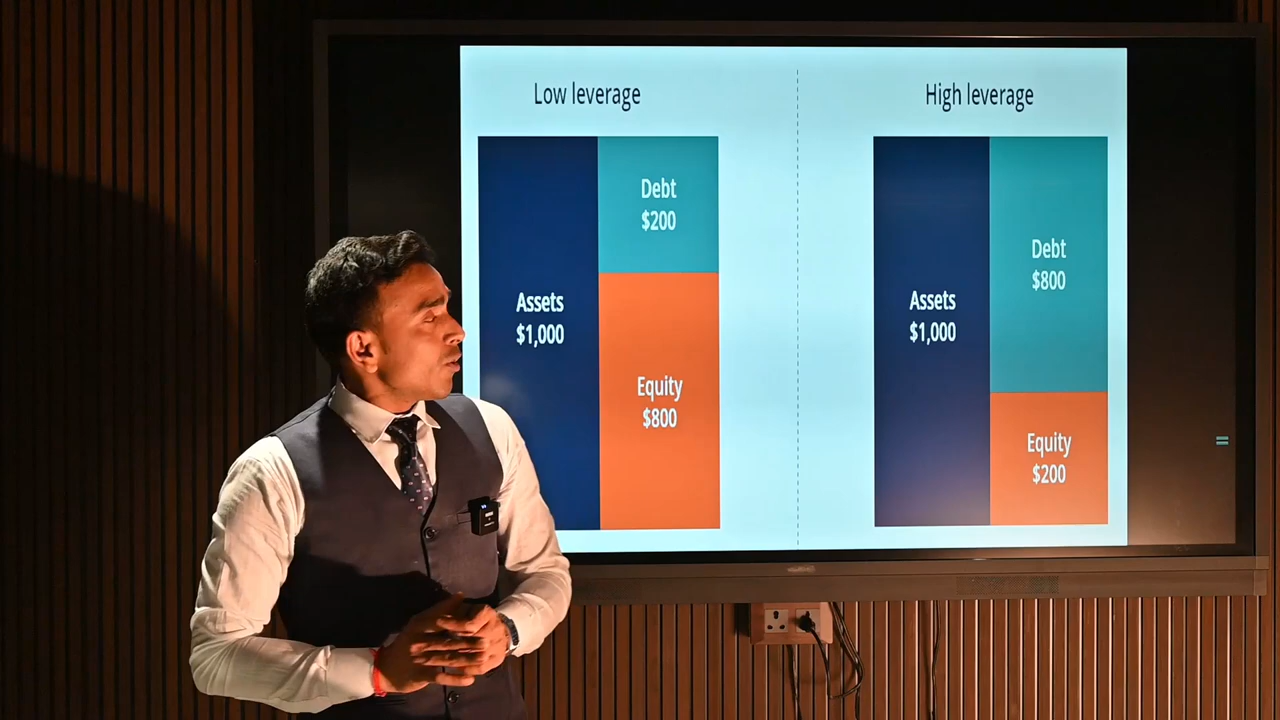 Low leverage
Assets
$1,000
Debt
$200
Equity
$800
High leverage
Assets
$1,000
Debt
$800
Equity
$200